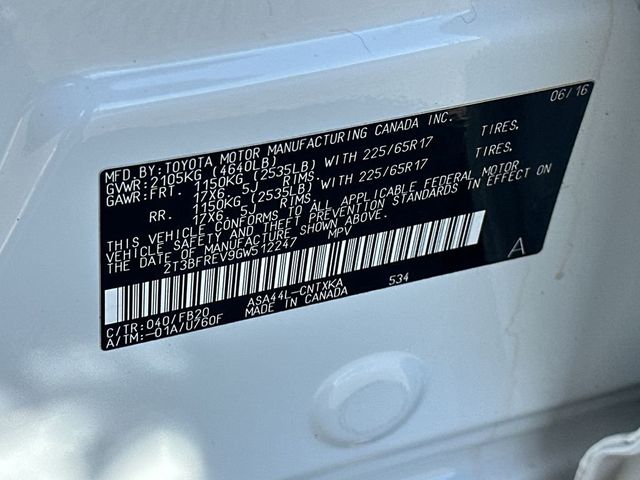 06/16
MFD.BY:TOYOTA MOTOR MANUFACTURING CANADA INC.
GVWR:2105KG (4640LB)
GAWR:FRT. 1150KG (2535LB) WITH 225/65R17 TIRES,
17X6 5J RIMS.
RR. 1150KG (2535LB) WITH 225/65R17 TIRES,
17X6 5J RIMS.
THIS VEHICLE CONFORMS TO ALL APPLICABLE FEDERAL MOTOR
VEHICLE SAFETY AND THEFT PREVENTION STANDARDS IN EFFECT ON
THE DATE OF MANUFACTURE SHOWN ABOVE.
2T3BFREV9GW512247 MPV
A
C/TR:040/FB20 ASA44L-CNTXKA 534
A/TM:-01A/U760F MADE IN CANADA